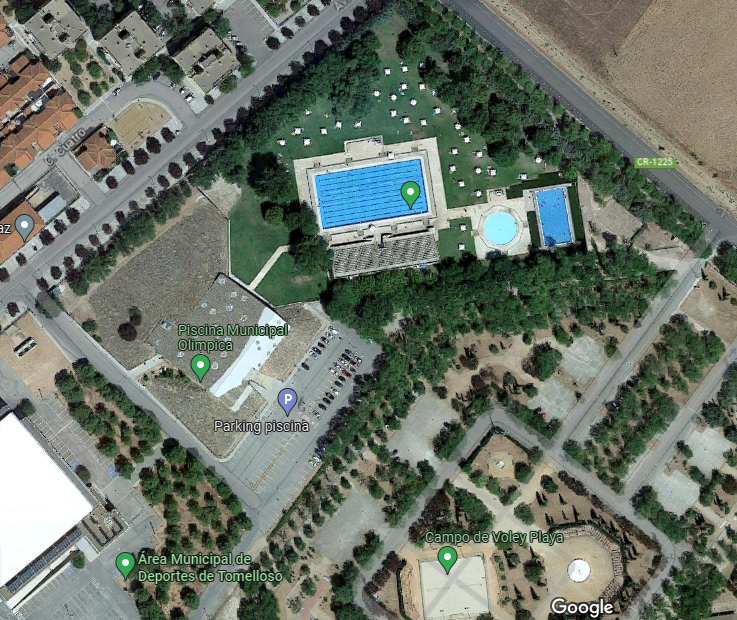 C. Cuatro
CR-1225
az
Piscina Municipal
Olímpica
P
Parking piscina
Campo de Voley Playa
Área Municipal de
Deportes de Tomelloso
Google